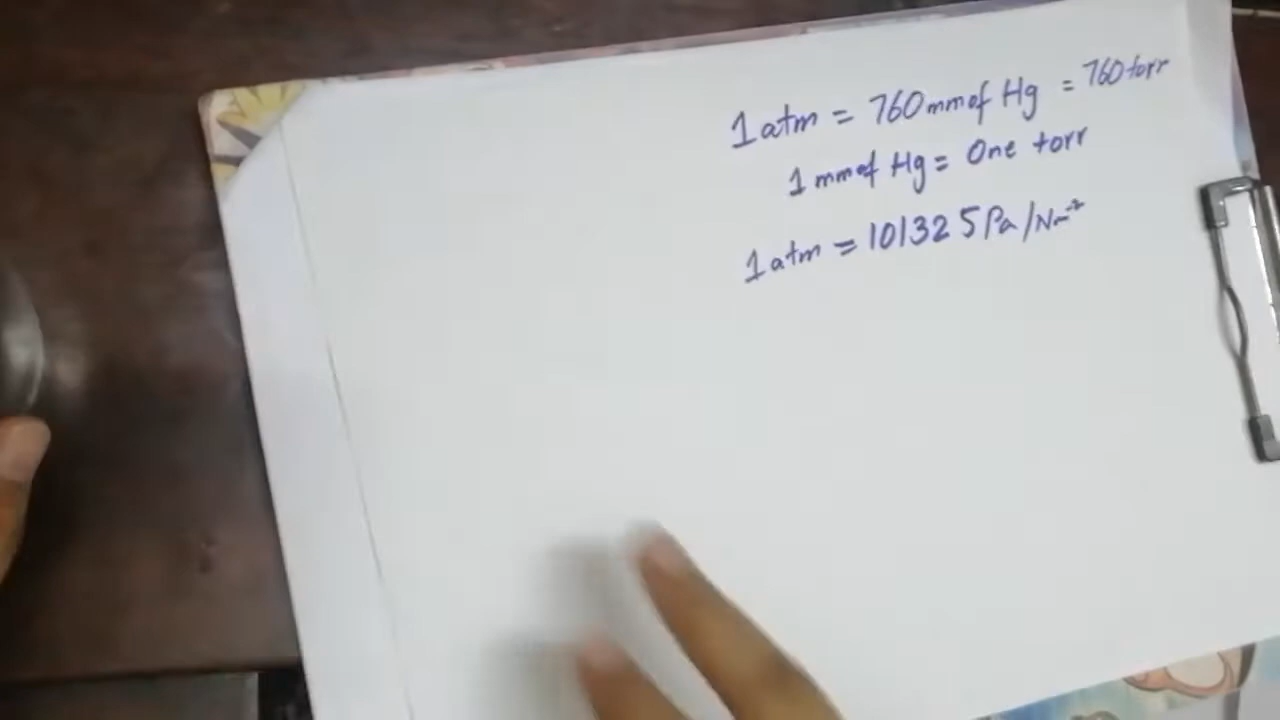 1 atm = 760 mm of Hg = 760 torr
1 mm of Hg = One torr
1 atm = 101325 Pa/Nm⁻²